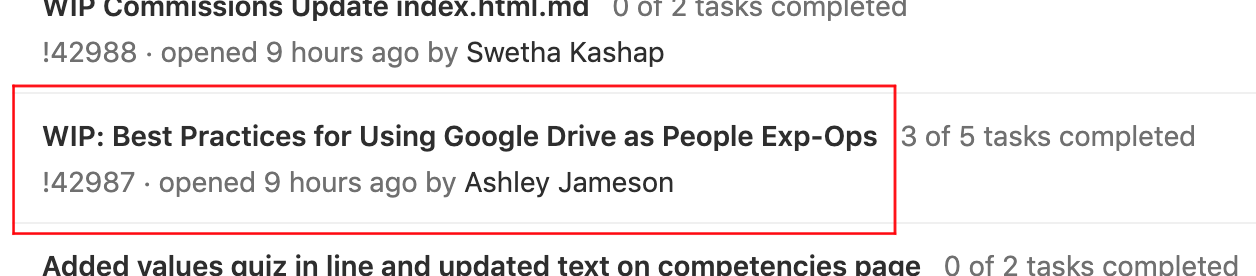 WIP Commissions Update index.html.md 0 of 2 tasks completed
!42988 · opened 9 hours ago by Swetha Kashap
WIP: Best Practices for Using Google Drive as People Exp-Ops 3 of 5 tasks completed
!42987 · opened 9 hours ago by Ashley Jameson
Added values quiz in line and updated text on competencies page 0 of 2 tasks completed